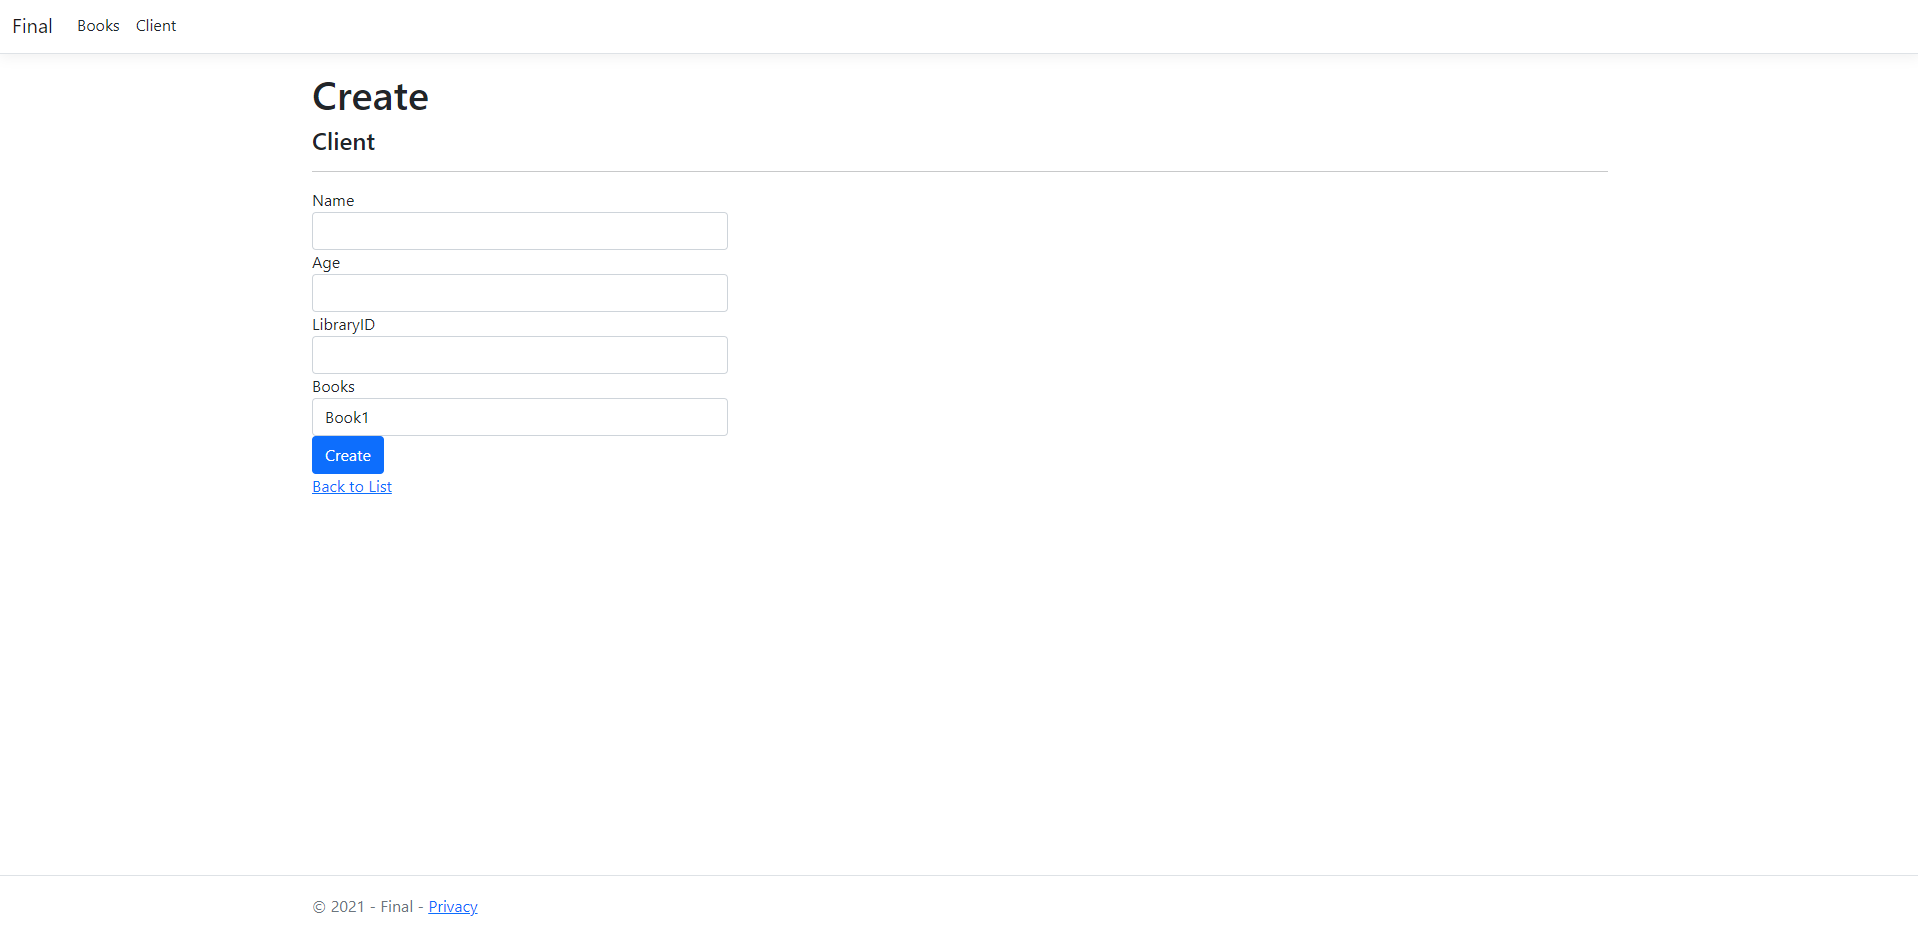 Final Books Client
Create
Client
Name
Age
LibraryID
Books
Book1
Create
Back to List
© 2021 - Final - Privacy